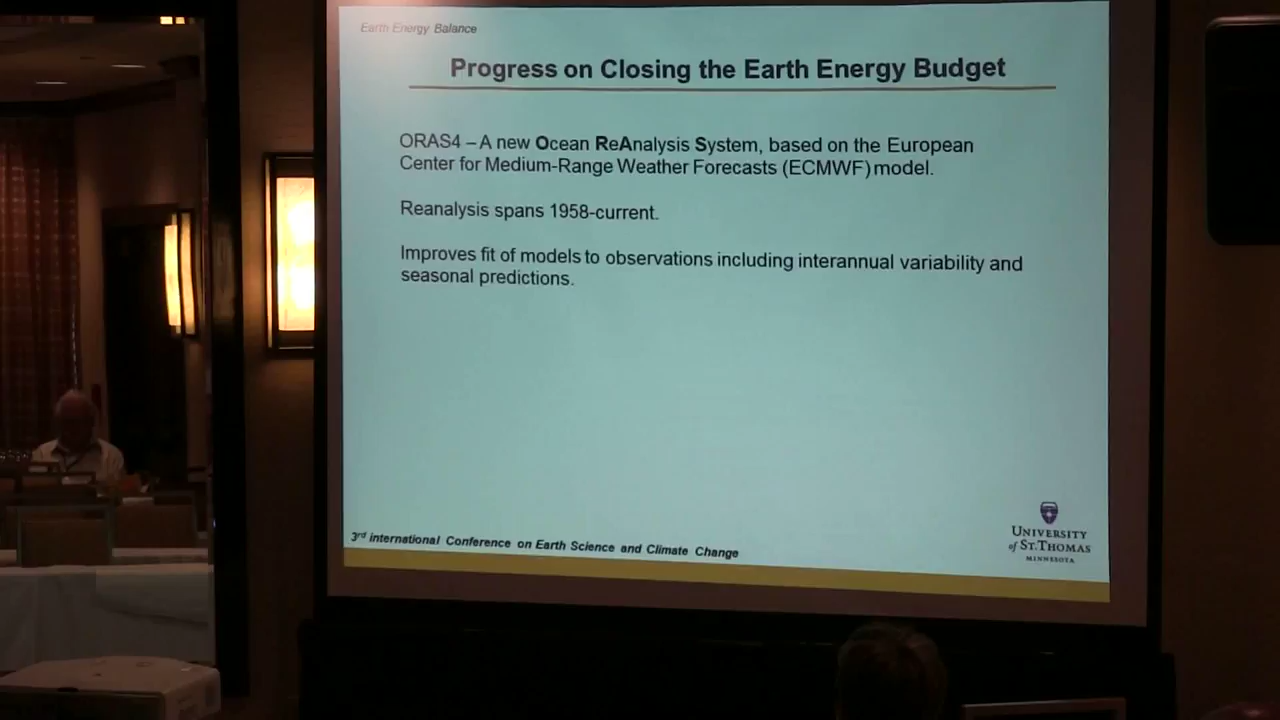 Earth Energy Balance
Progress on Closing the Earth Energy Budget
ORAS4 – A new Ocean ReAnalysis System, based on the European
Center for Medium-Range Weather Forecasts (ECMWF) model.
Reanalysis spans 1958-current.
Improves fit of models to observations including interannual variability and
seasonal predictions.
3rd international Conference on Earth Science and Climate Change
UNIVERSITY
of ST. THOMAS
MINNESOTA